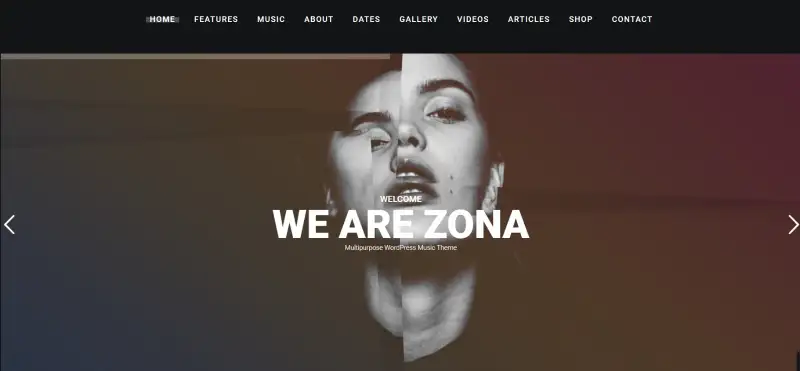 HOME FEATURES MUSIC ABOUT DATES GALLERY VIDEOS ARTICLES SHOP CONTACT
WELCOME
WE ARE ZONA
Multipurpose WordPress Music Theme